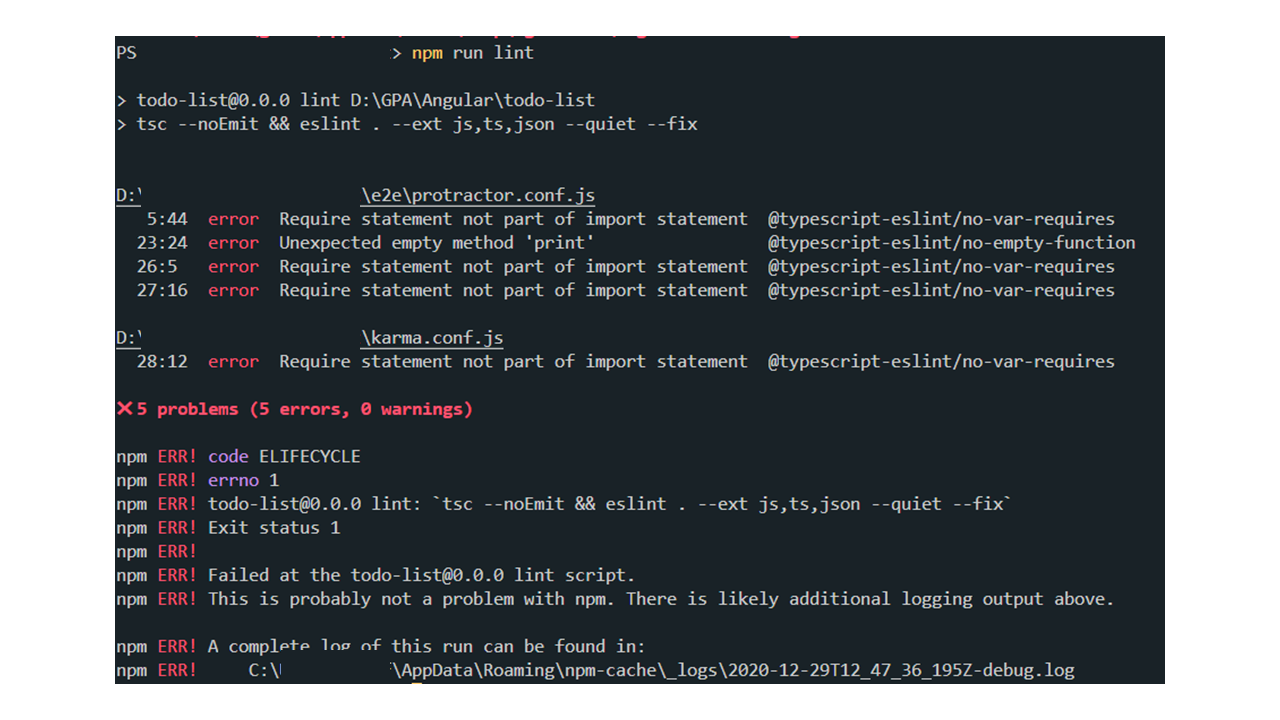 PS > npm run lint
> todo-list@0.0.0 lint D:\GPA\Angular\todo-list
> tsc --noEmit && eslint . --ext js,ts,json --quiet --fix
D:\ \e2e\protractor.conf.js
5:44 error Require statement not part of import statement @typescript-eslint/no-var-requires
23:24 error Unexpected empty method 'print' @typescript-eslint/no-empty-function
26:5 error Require statement not part of import statement @typescript-eslint/no-var-requires
27:16 error Require statement not part of import statement @typescript-eslint/no-var-requires
D:\ \karma.conf.js
28:12 error Require statement not part of import statement @typescript-eslint/no-var-requires
❌5 problems (5 errors, 0 warnings)
npm ERR! code ELIFECYCLE
npm ERR! errno 1
npm ERR! todo-list@0.0.0 lint: `tsc --noEmit && eslint . --ext js,ts,json --quiet --fix`
npm ERR! Exit status 1
npm ERR!
npm ERR! Failed at the todo-list@0.0.0 lint script.
npm ERR! This is probably not a problem with npm. There is likely additional logging output above.
npm ERR! A complete log of this run can be found in:
npm ERR! C:\ \AppData\Roaming\npm-cache\_logs\2020-12-29T12_47_36_195Z-debug.log